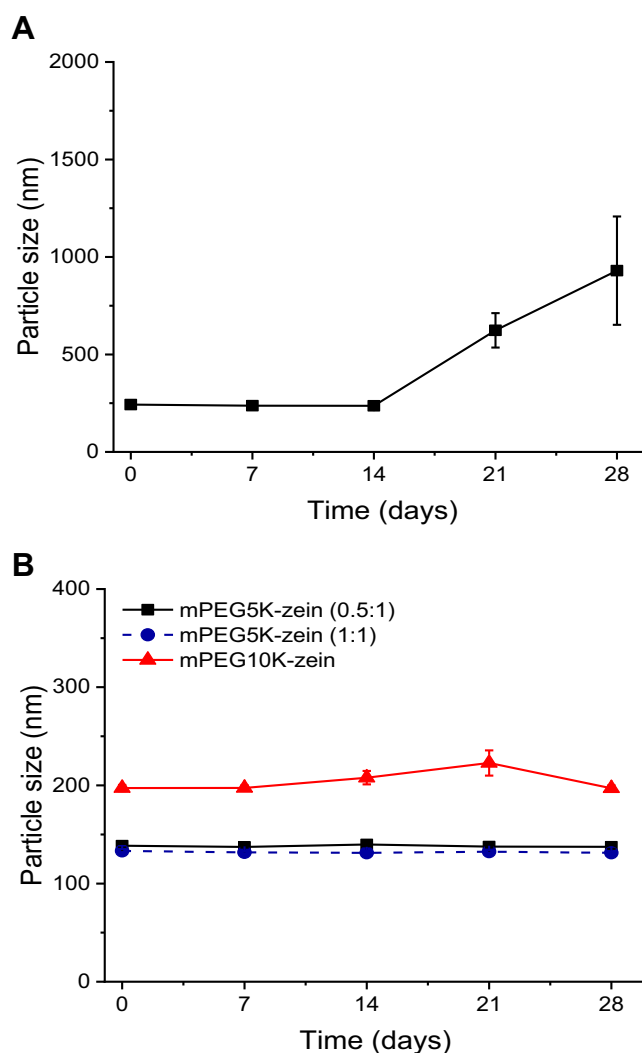 A
Particle size (nm)
2000
1500
1000
500
0
0 7 14 21 28
Time (days)
B
Particle size (nm)
400
300
200
100
0
mPEG5K-zein (0.5:1)
mPEG5K-zein (1:1)
mPEG10K-zein
0 7 14 21 28
Time (days)